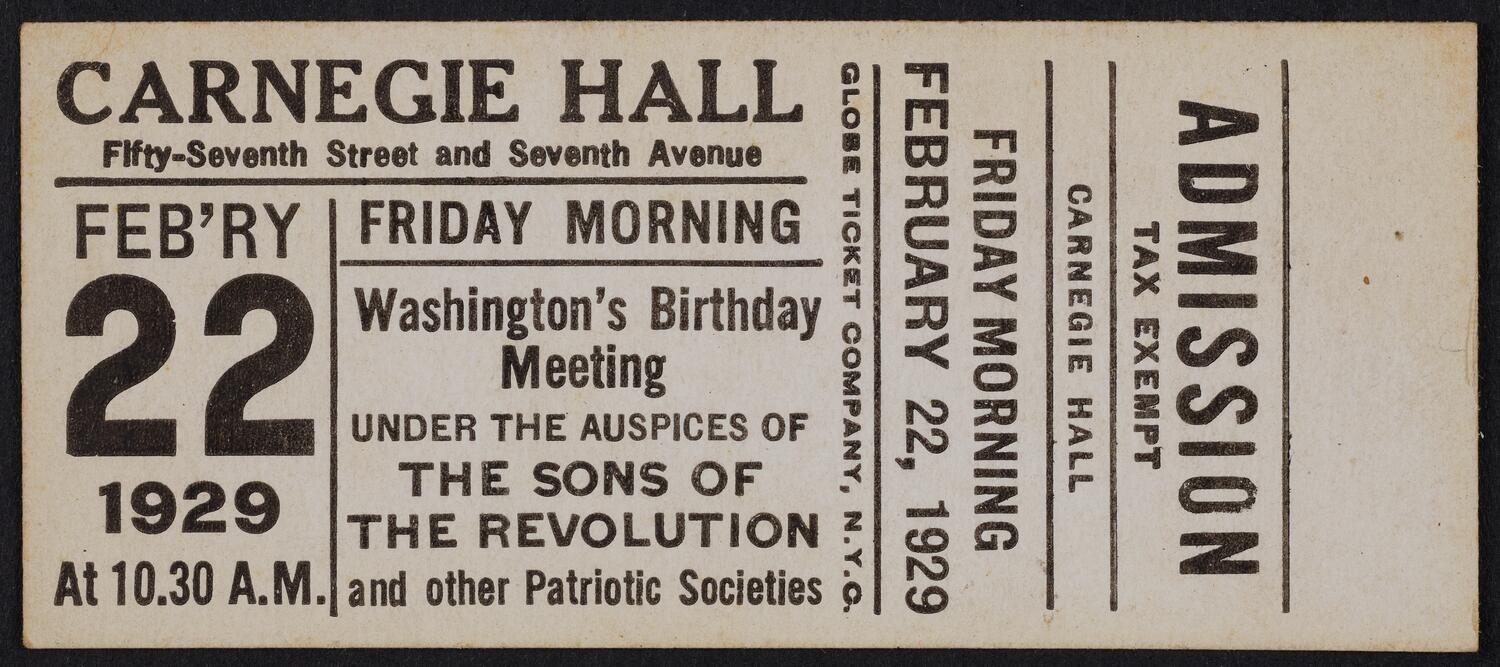 CARNEGIE HALL
Fifty-Seventh Street and Seventh Avenue
FEB'RY
22
1929
At 10.30 A.M.
FRIDAY MORNING
Washington's Birthday
Meeting
UNDER THE AUSPICES OF
THE SONS OF
THE REVOLUTION
and other Patriotic Societies
GLOBE TICKET COMPANY, N.Y.C.
FEBRUARY 22, 1929
FRIDAY MORNING
CARNEGIE HALL
TAX EXEMPT
ADMISSION